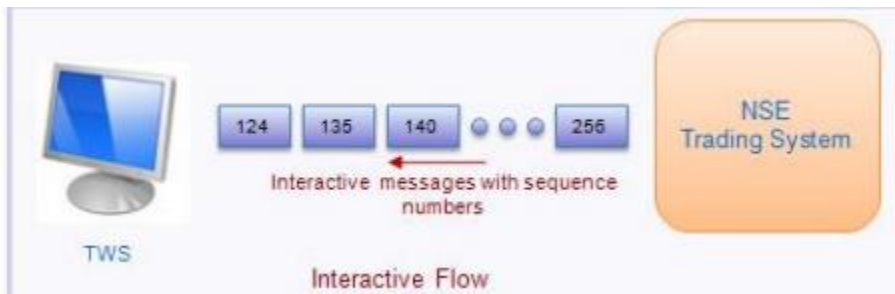 124 135 140 256
NSE
Trading System
Interactive messages with sequence
numbers
TWS
Interactive Flow